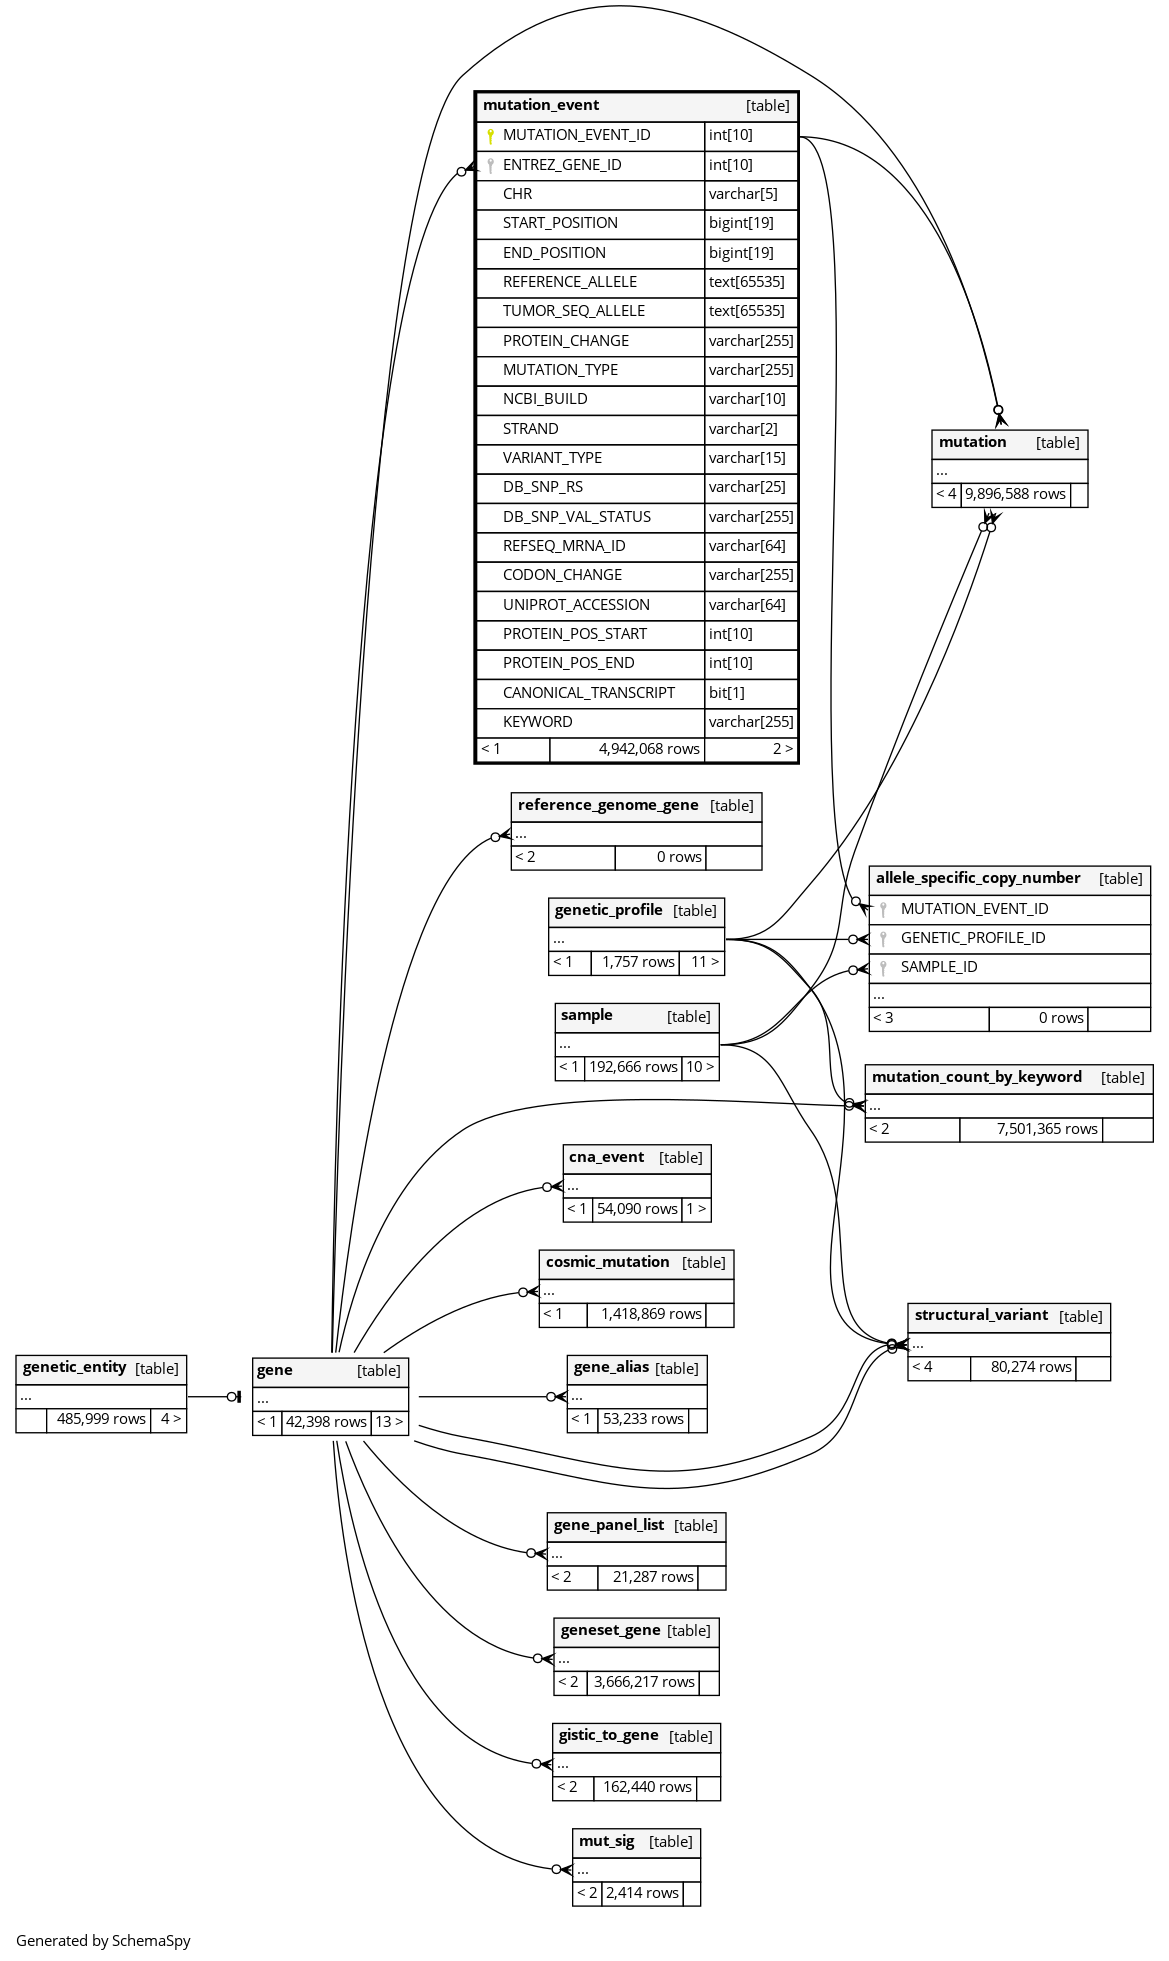 mutation_event [table]
MUTATION_EVENT_ID int[10]
ENTREZ_GENE_ID int[10]
CHR varchar[5]
START_POSITION bigint[19]
END_POSITION bigint[19]
REFERENCE_ALLELE text[65535]
TUMOR_SEQ_ALLELE text[65535]
PROTEIN_CHANGE varchar[255]
MUTATION_TYPE varchar[255]
NCBI_BUILD varchar[10]
STRAND varchar[2]
VARIANT_TYPE varchar[15]
DB_SNP_RS varchar[25]
DB_SNP_VAL_STATUS varchar[255]
REFSEQ_MRNA_ID varchar[64]
CODON_CHANGE varchar[255]
UNIPROT_ACCESSION varchar[64]
PROTEIN_POS_START int[10]
PROTEIN_POS_END int[10]
CANONICAL_TRANSCRIPT bit[1]
KEYWORD varchar[255]
< 1 4,942,068 rows 2 >
mutation [table]
...
< 4 9,896,588 rows
reference_genome_gene [table]
...
< 2 0 rows
genetic_profile [table]
...
< 1 1,757 rows 11 >
allele_specific_copy_number [table]
MUTATION_EVENT_ID
GENETIC_PROFILE_ID
SAMPLE_ID
...
< 3 0 rows
sample [table]
...
< 1 192,666 rows 10 >
mutation_count_by_keyword [table]
...
< 2 7,501,365 rows
cna_event [table]
...
< 1 54,090 rows 1 >
cosmic_mutation [table]
...
< 1 1,418,869 rows
structural_variant [table]
...
< 4 80,274 rows
genetic_entity [table]
...
485,999 rows 4 >
gene [table]
...
< 1 42,398 rows 13 >
gene_alias [table]
...
< 1 53,233 rows
gene_panel_list [table]
...
< 2 21,287 rows
geneset_gene [table]
...
< 2 3,666,217 rows
gistic_to_gene [table]
...
< 2 162,440 rows
mut_sig [table]
...
< 2 2,414 rows
Generated by SchemaSpy